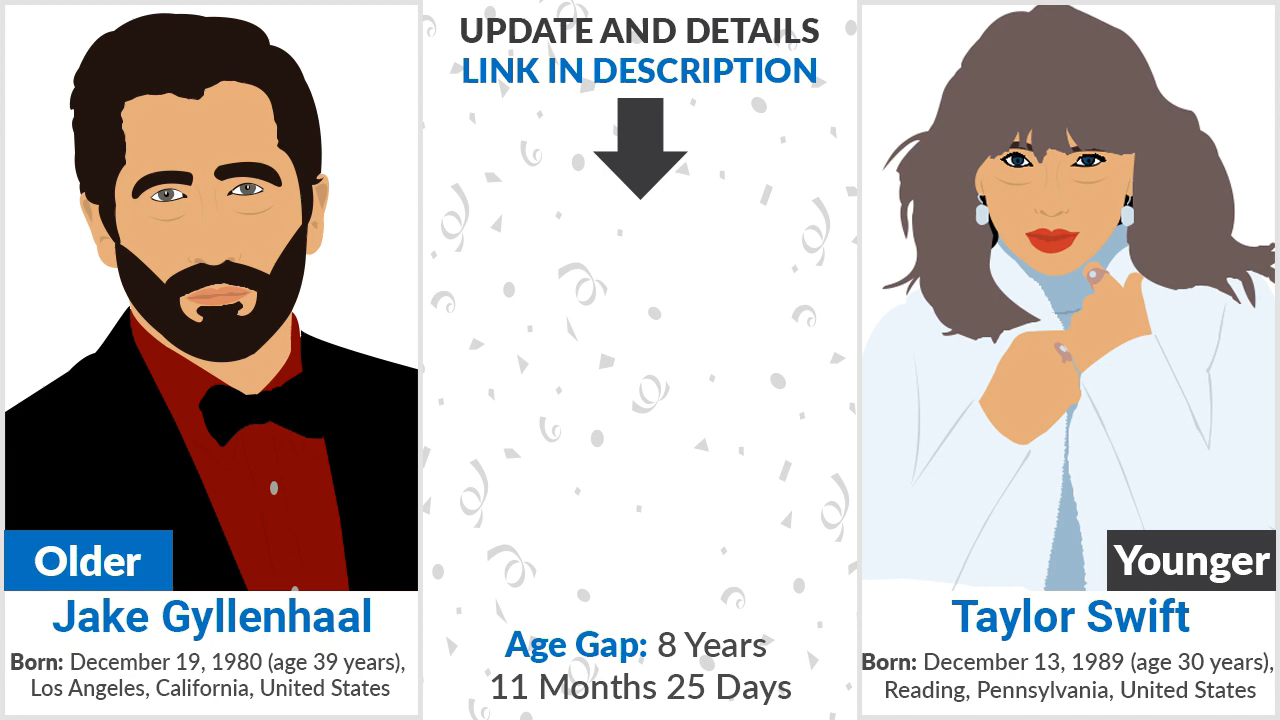 UPDATE AND DETAILS
LINK IN DESCRIPTION
Older
Jake Gyllenhaal
Born: December 19, 1980 (age 39 years),
Los Angeles, California, United States
Age Gap: 8 Years
11 Months 25 Days
Younger
Taylor Swift
Born: December 13, 1989 (age 30 years),
Reading, Pennsylvania, United States